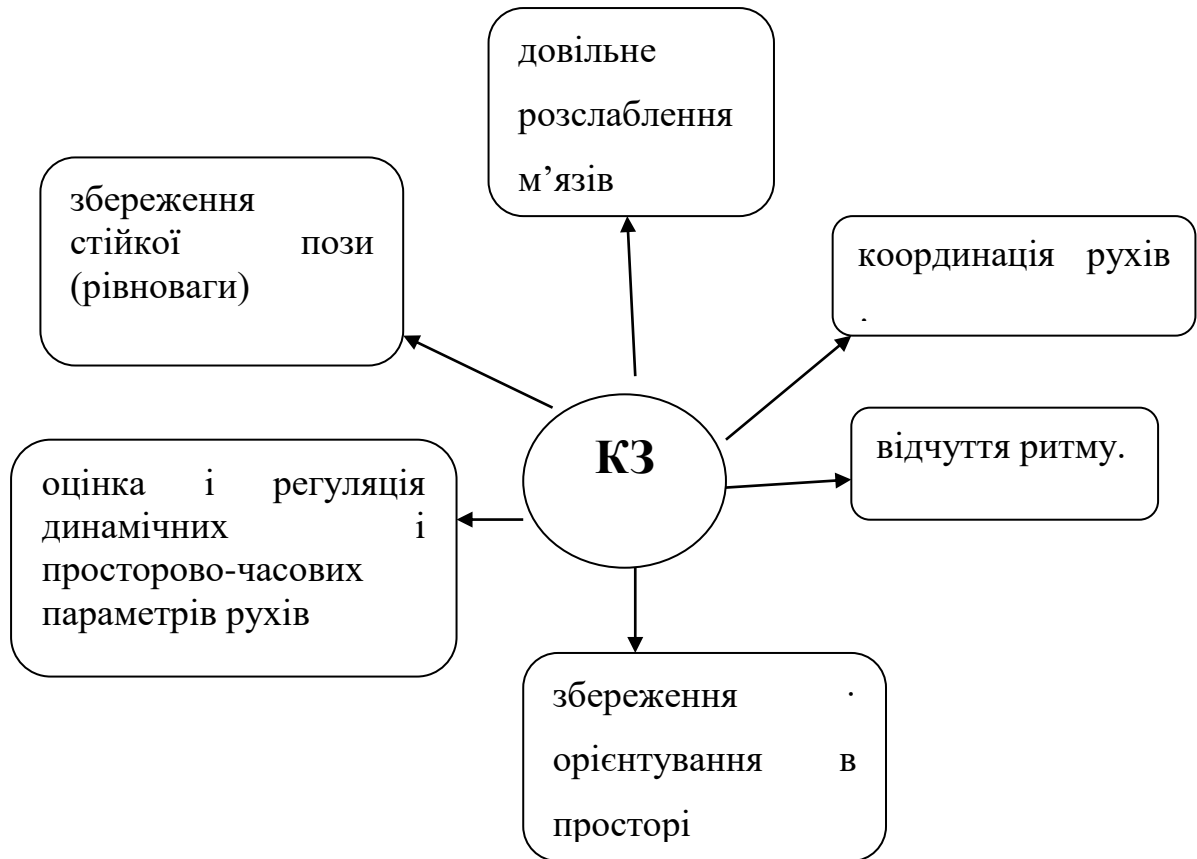 довільне
розслаблення
м’язів
збереження
стійкої пози
(рівноваги)
координація рухів
.
КЗ
відчуття ритму.
оцінка і регуляція
динамічних і
просторово-часових
параметрів рухів
збереження ·
орієнтування в
просторі